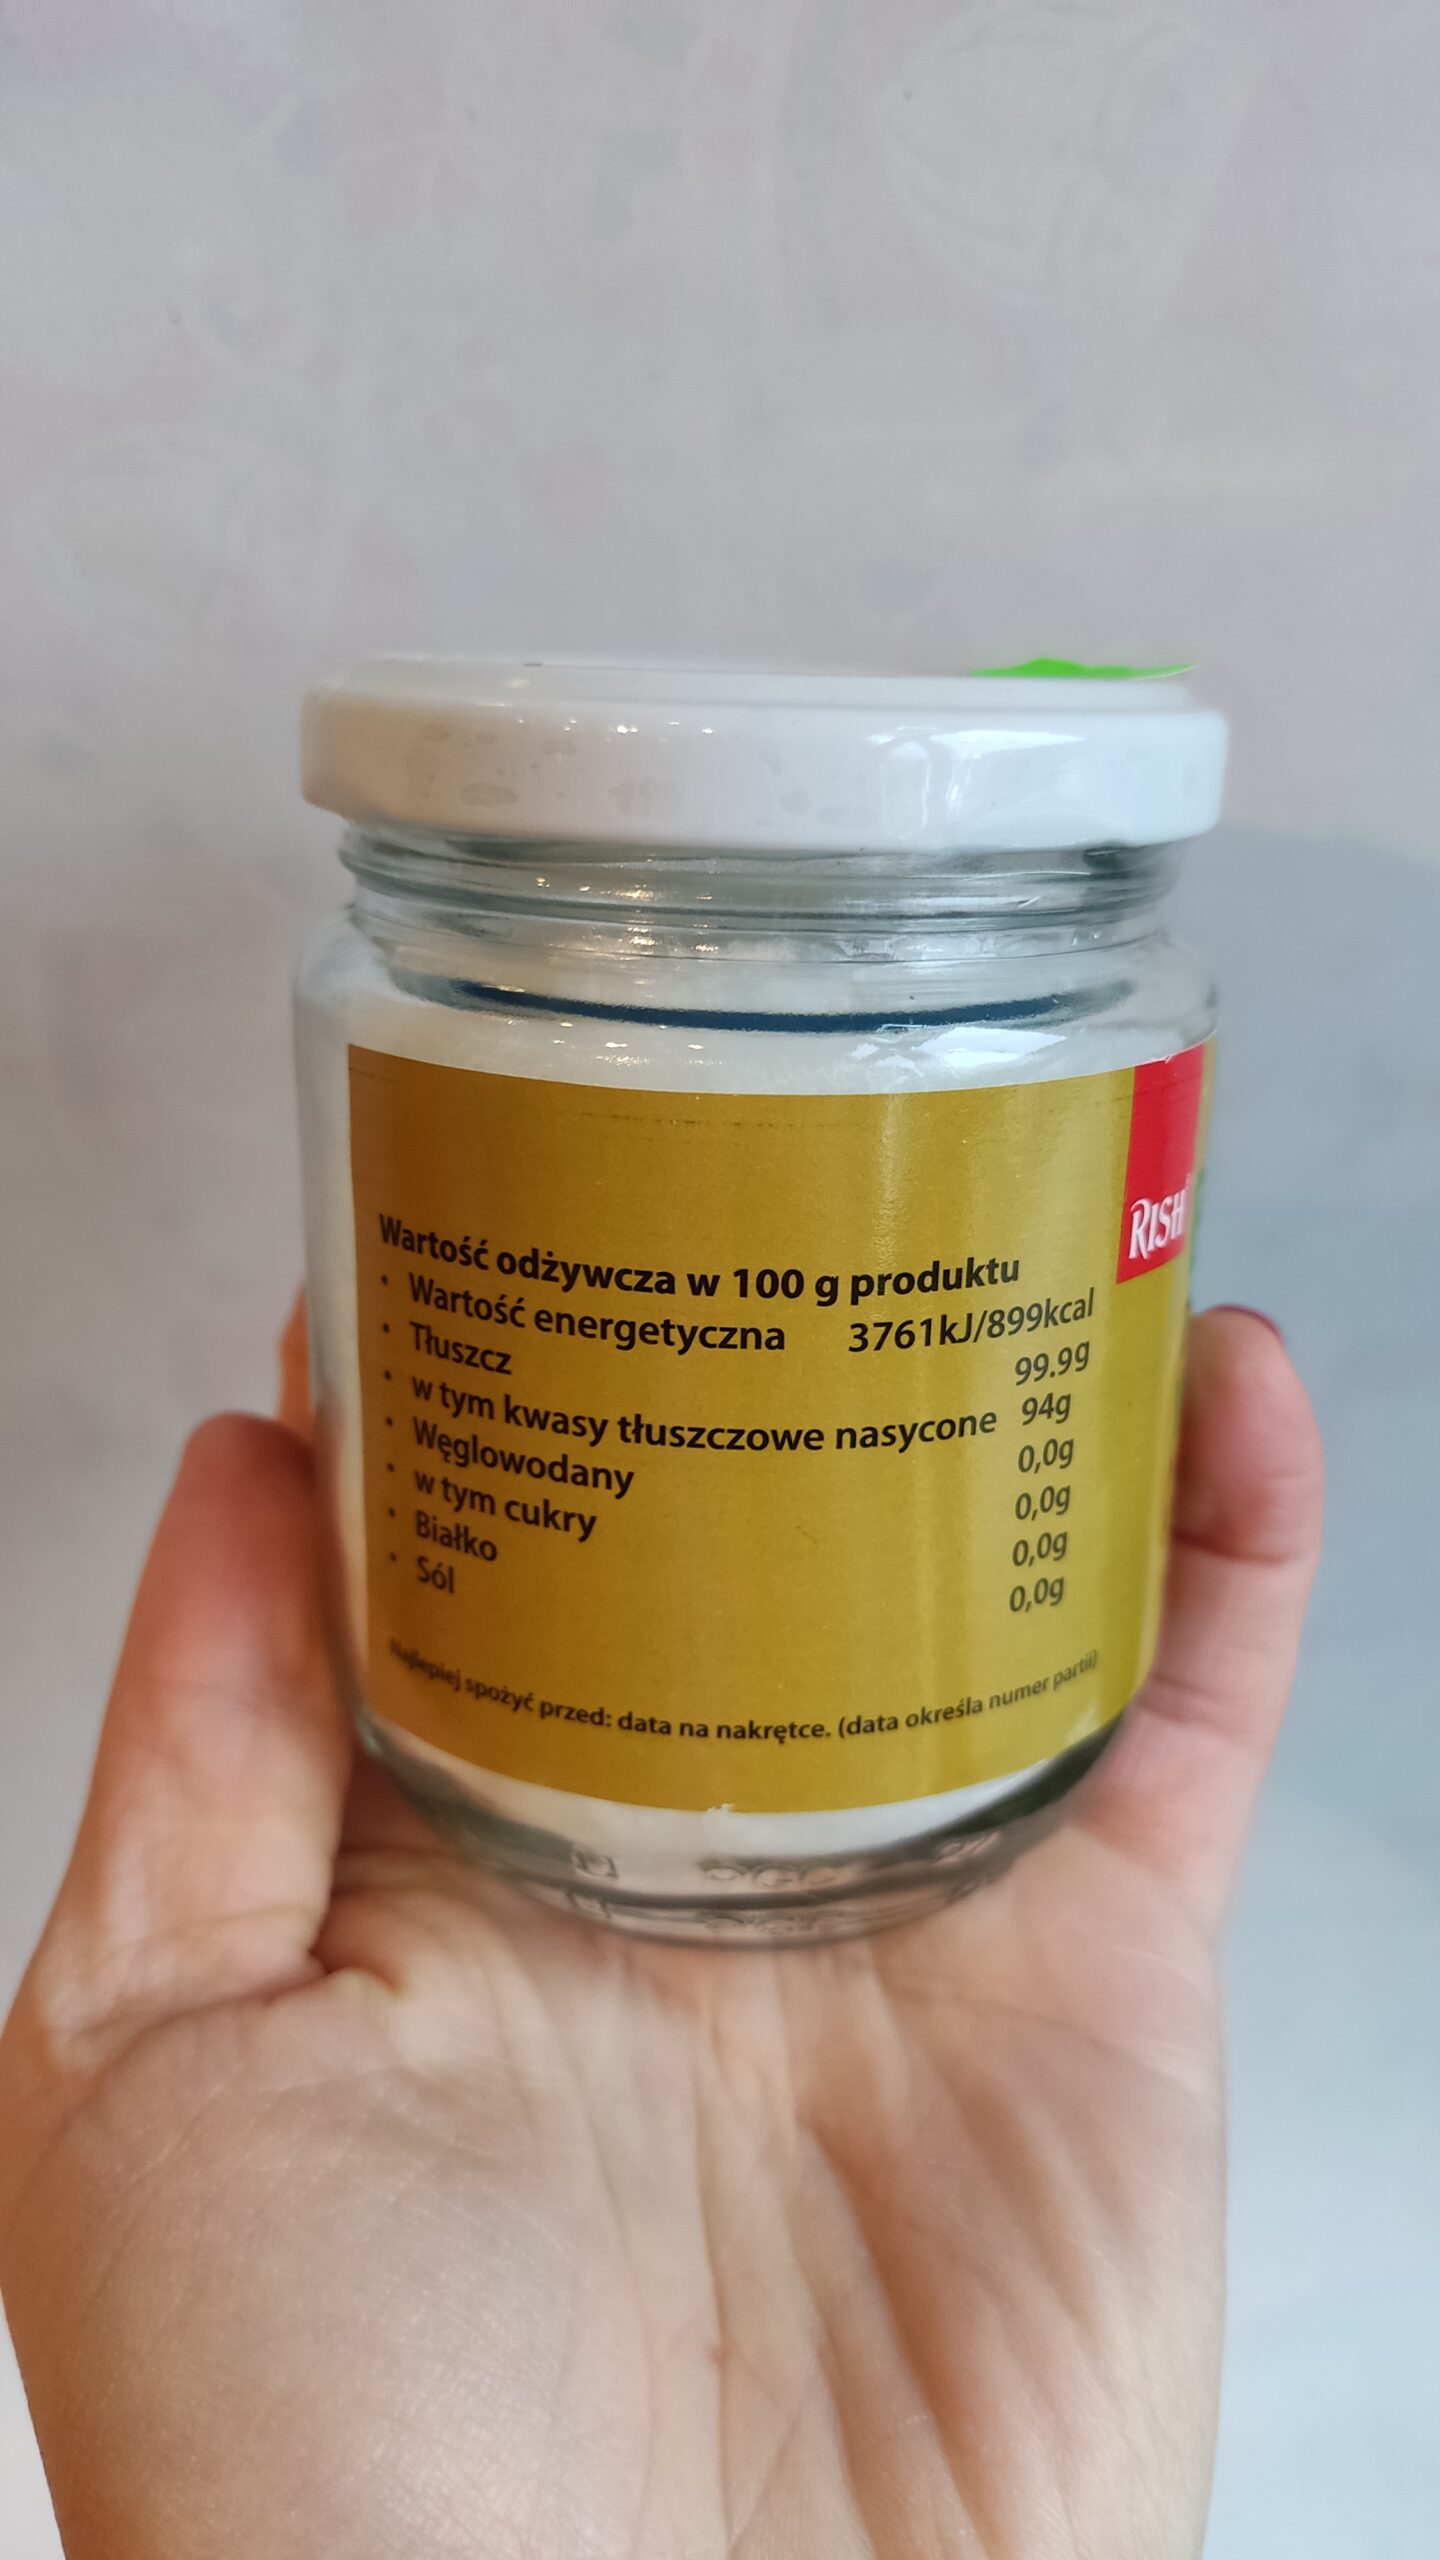 RISH
Wartość odżywcza w 100 g produktu
• Wartość energetyczna 3761kJ/899kcal
• Tłuszcz 99.9g
• w tym kwasy tłuszczowe nasycone 94g
• Węglowodany 0,0g
• w tym cukry 0,0g
• Białko 0,0g
• Sól 0,0g
Najlepiej spożyć przed: data na nakrętce. (data określa numer partii)